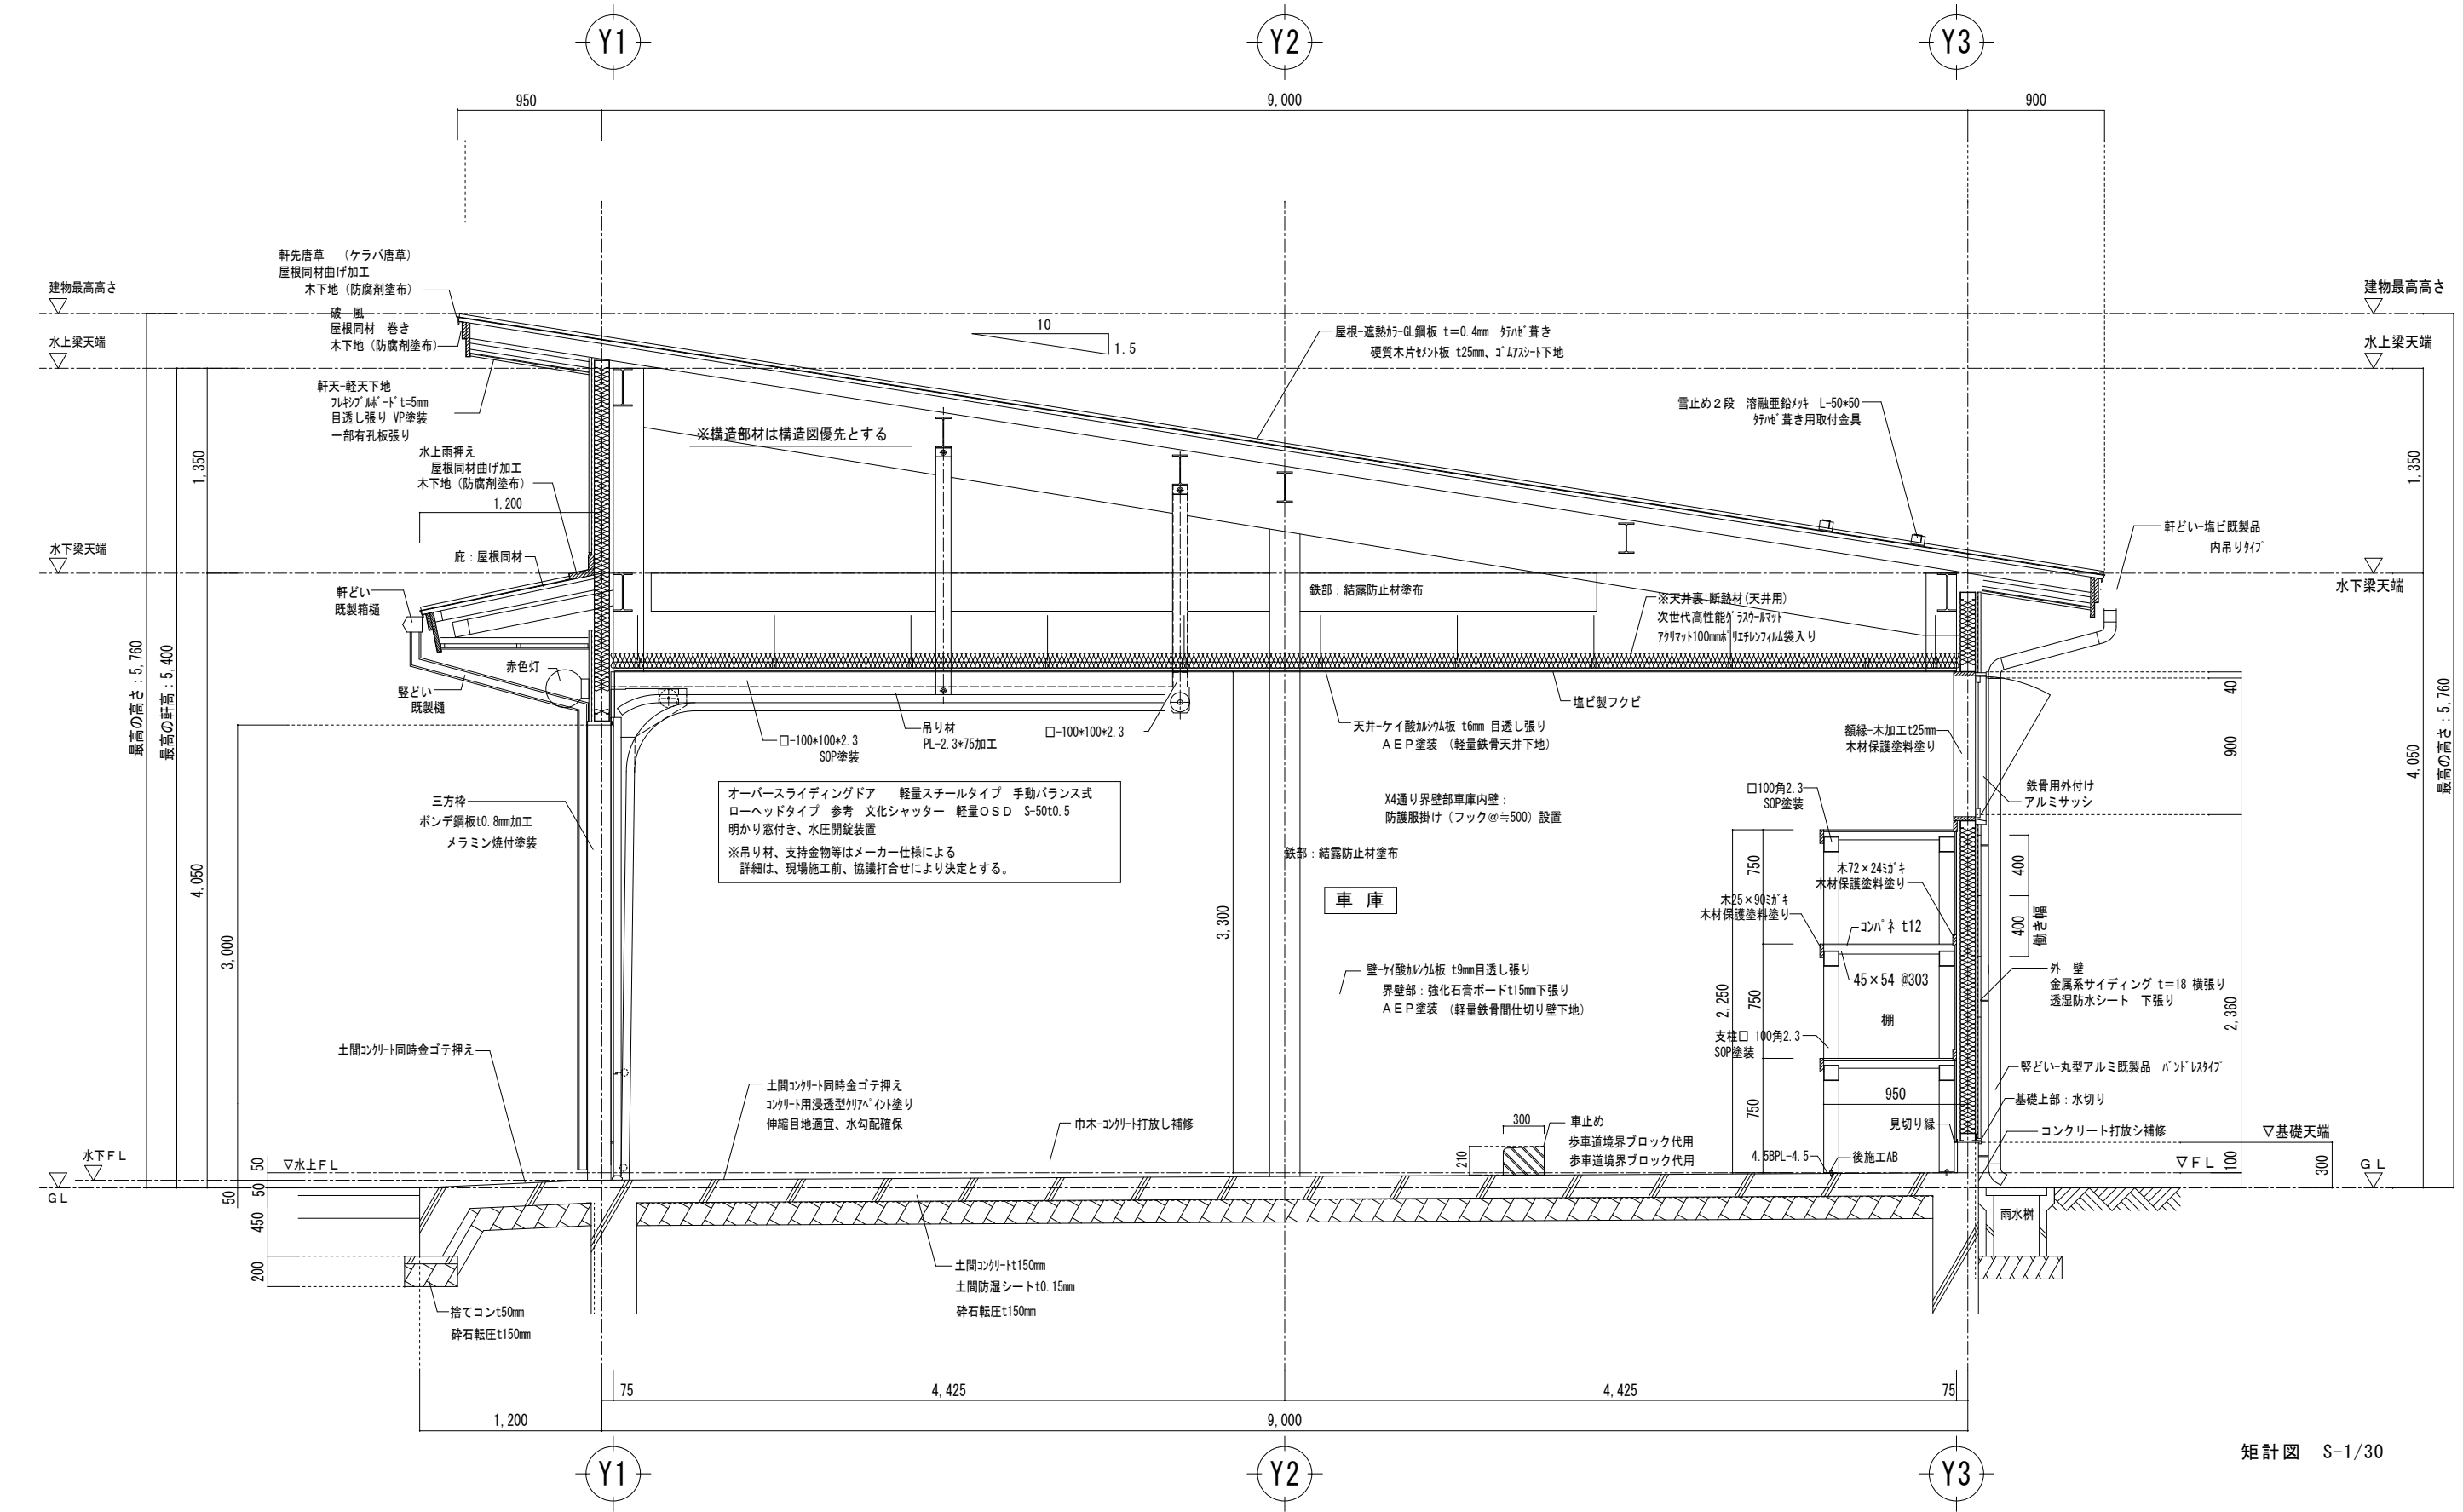 Y1
Y2
Y3
950
9,000
900
軒先唐草　（ケラバ唐草）
屋根同材曲げ加工
木下地（防腐剤塗布）
建物最高高さ
破　風
屋根同材　巻き
木下地（防腐剤塗布）
水上梁天端
軒天-軽天下地
フレキシブルボードt=5mm
目透し張り VP塗装
一部有孔板張り
10
1.5
屋根-遮熱カラーGL鋼板 t=0.4mm　タテハゼ葺き
硬質木片セメント板 t25mm、ゴムアスシート下地
建物最高高さ
水上梁天端
雪止め２段　溶融亜鉛メッキ　L-50*50
タテハゼ葺き用取付金具
※構造部材は構造図優先とする
水上雨押え
屋根同材曲げ加工
木下地（防腐剤塗布）
1,200
1,350
1,350
水下梁天端
庇：屋根同材
軒どい
既製箱樋
軒どい-塩ビ既製品
内吊りタイプ
水下梁天端
鉄部：結露防止材塗布
※天井裏:断熱材(天井用)
次世代高性能グラスウールマット
アクリマット100mmポリエチレンフィルム袋入り
赤色灯
竪どい
既製樋
最高の高さ：5,760
最高の軒高：5,400
4,050
3,000
塩ビ製フクビ
□-100*100*2.3
SOP塗装
吊り材
PL-2.3*75加工
□-100*100*2.3
天井-ケイ酸カルシウム板 t6mm 目透し張り
ＡＥＰ塗装　（軽量鉄骨天井下地）
額縁-木加工t25mm
木材保護塗料塗り
40
900
4,050
最高の高さ：5,760
鉄骨用外付け
アルミサッシ
三方枠
ボンデ鋼板t0.8mm加工
メラミン焼付塗装
オーバースライディングドア　　軽量スチールタイプ　手動バランス式
ローヘッドタイプ　参考　文化シャッター　軽量ＯＳＤ　S-50t0.5
明かり窓付き、水圧開錠装置
※吊り材、支持金物等はメーカー仕様による
詳細は、現場施工前、協議打合せにより決定とする。
X4通り界壁部車庫内壁：
防護服掛け（フック@≒500）設置
鉄部：結露防止材塗布
車　庫
□100角2.3
SOP塗装
木72×24ミガキ
木材保護塗料塗り
木25×90ミガキ
木材保護塗料塗り
コンパネ t12
45×54 @303
棚
支柱□ 100角2.3
SOP塗装
750
750
750
2,250
3,300
950
400
400
働き幅
2,360
外　壁
金属系サイディング t=18 横張り
透湿防水シート　下張り
壁-ケイ酸カルシウム板 t9mm目透し張り
界壁部：強化石膏ボードt15mm下張り
ＡＥＰ塗装　（軽量鉄骨間仕切り壁下地）
土間コンクリート同時金ゴテ押え
土間コンクリート同時金ゴテ押え
コンクリート用浸透型クリアペイント塗り
伸縮目地適宜、水勾配確保
巾木-コンクリート打放し補修
300
210
車止め
歩車道境界ブロック代用
歩車道境界ブロック代用
見切り縁
4.5BPL-4.5
後施工AB
竪どい-丸型アルミ既製品　バンドレスタイプ
基礎上部：水切り
コンクリート打放シ補修
▽基礎天端
▽ＦＬ
100
300
ＧＬ
水下ＦＬ
▽水上ＦＬ
ＧＬ
50
50
50
450
200
雨水桝
土間コンクリートt150mm
土間防湿シートt0.15mm
砕石転圧t150mm
捨てコンt50mm
砕石転圧t150mm
75
4,425
4,425
75
1,200
9,000
Y1
Y2
Y3
矩計図　S-1/30